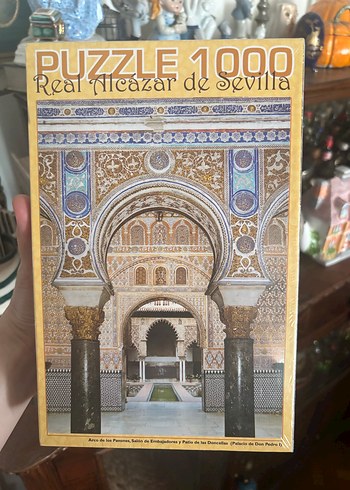 PUZZLE 1000
Real Alcázar de Sevilla
Arco de los Pavones, Salón de Embajadores y Patio de las Doncellas (Palacio de Don Pedro I)